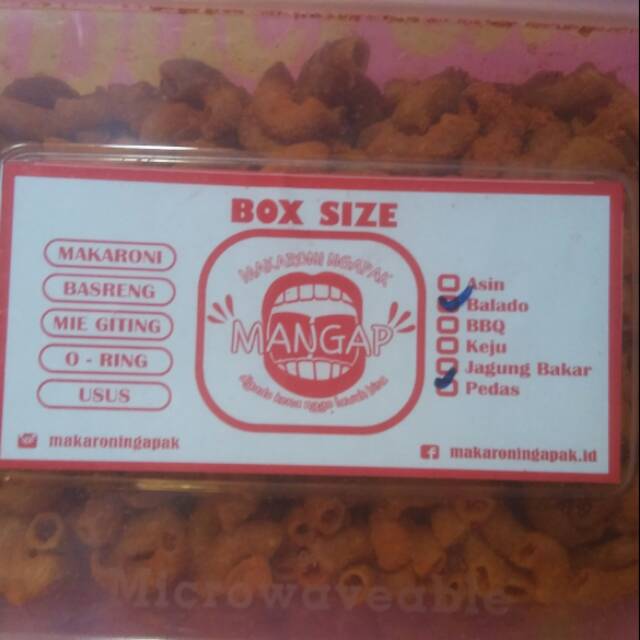 BOX SIZE
MAKARONI
BASRENG
MIE GITING
O - RING
USUS
MAKARONI NGAPAK
MANGAP
Asin
Balado
BBQ
Keju
Jagung Bakar
Pedas
makaroningapak
makaroningapak.id
Microwaveable